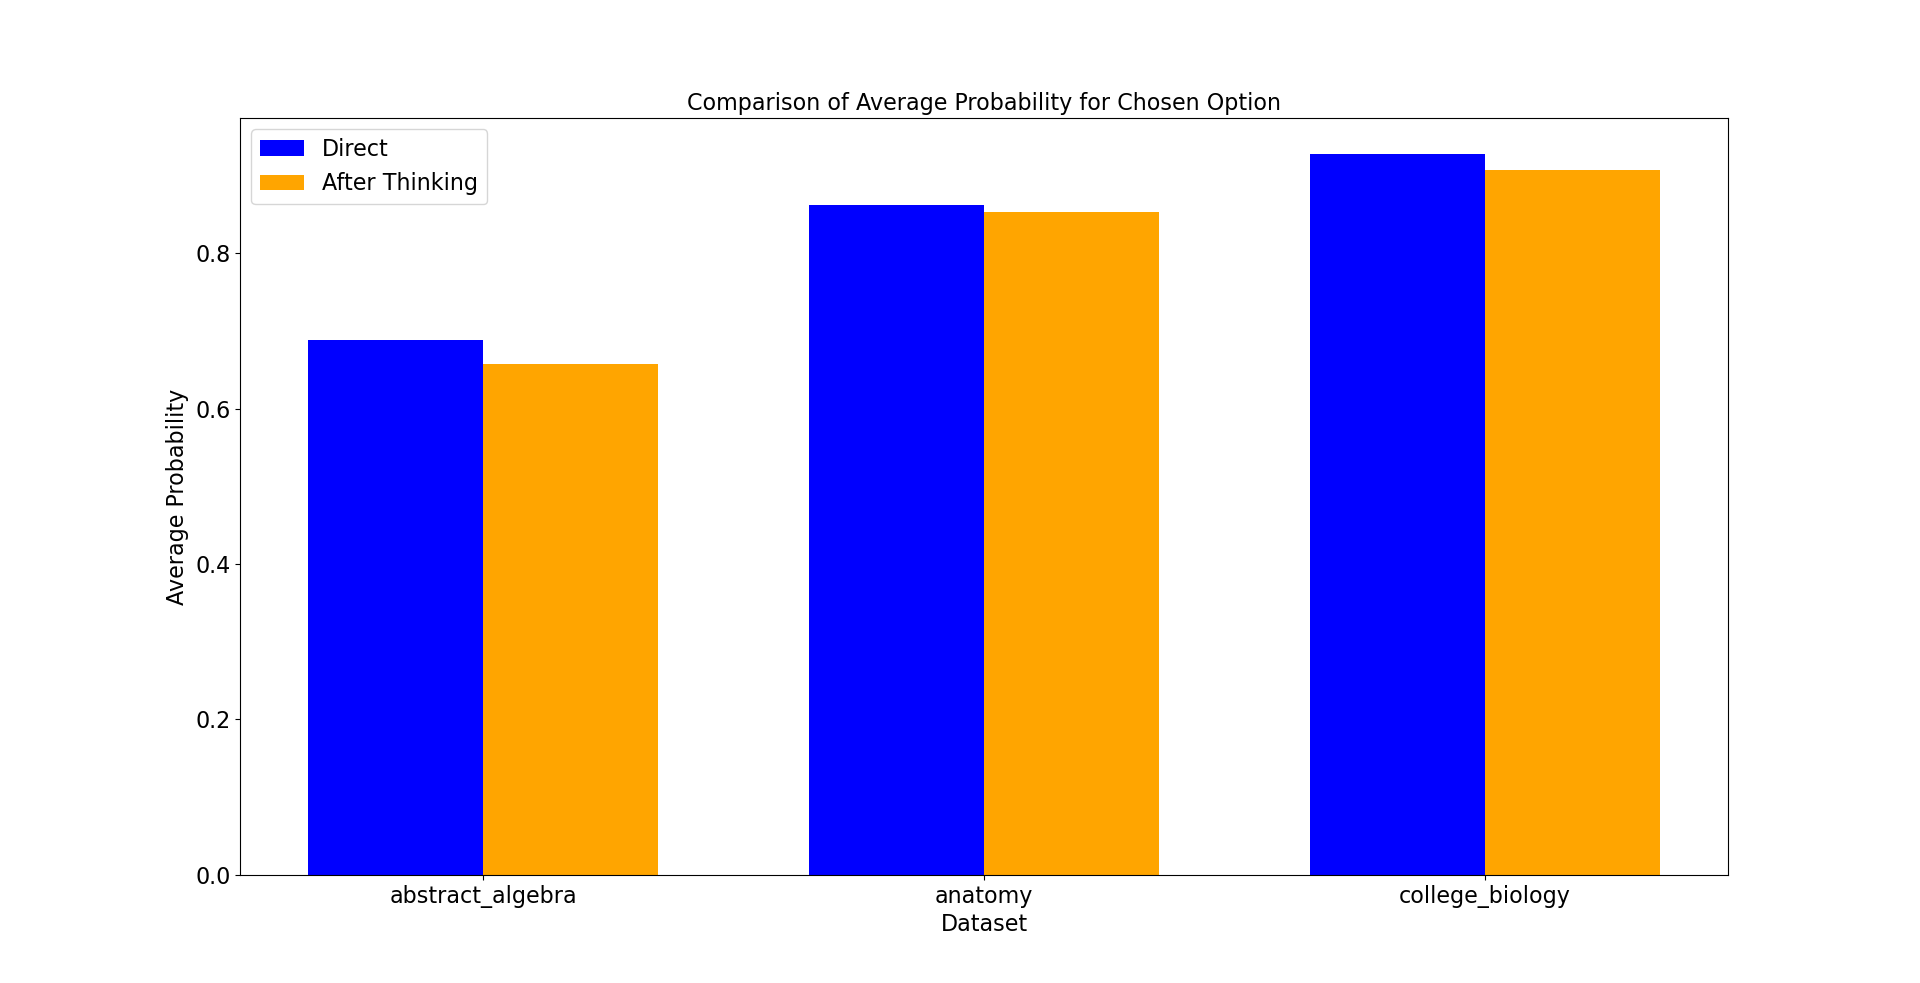 Comparison of Average Probability for Chosen Option
Direct
After Thinking
Average Probability
0.8
0.6
0.4
0.2
0.0
abstract_algebra
anatomy
college_biology
Dataset